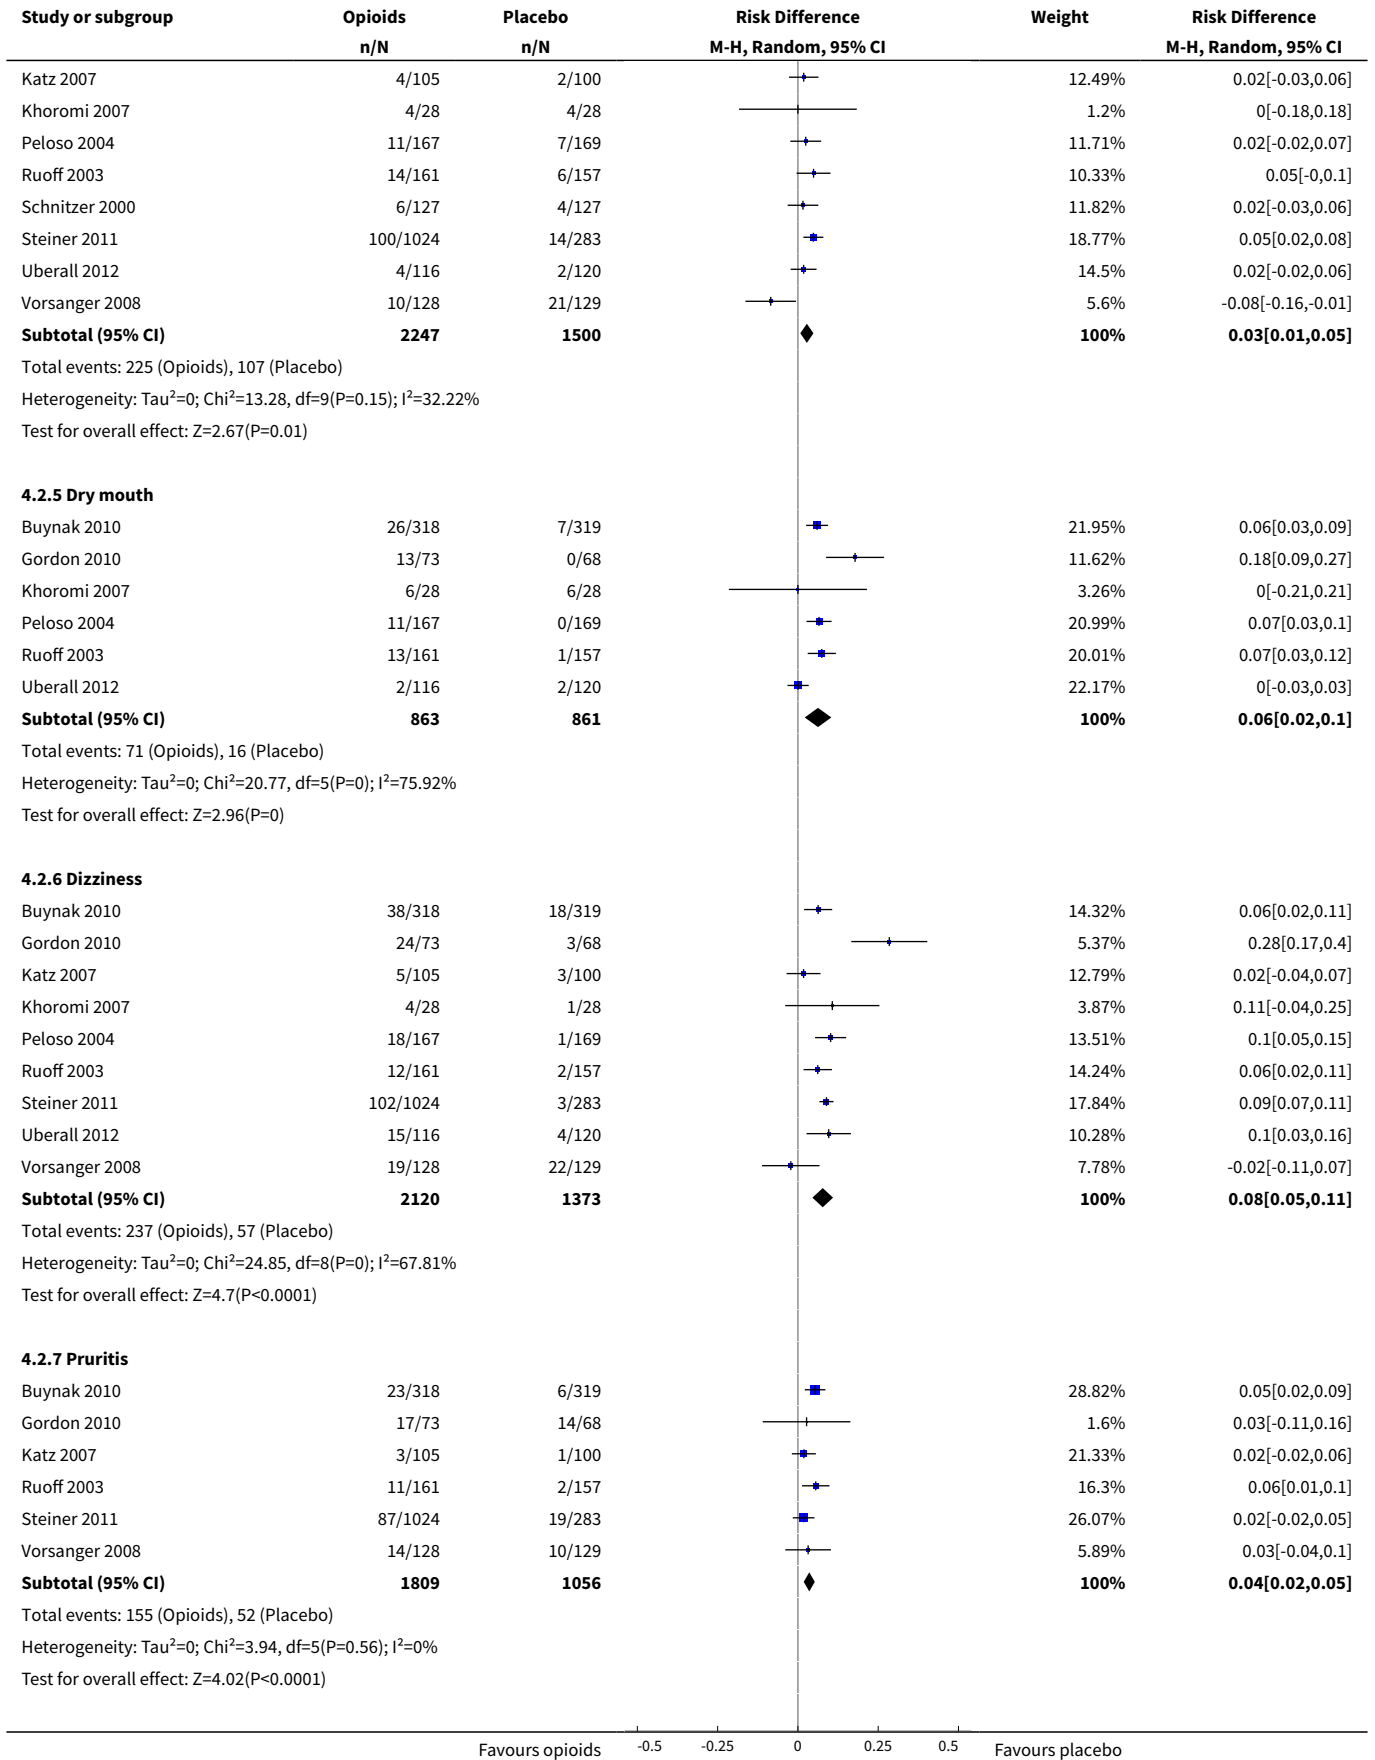 Study or subgroup Opioids Placebo Risk Difference Weight Risk Difference
n/N n/N M-H, Random, 95% CI M-H, Random, 95% CI
Katz 2007 4/105 2/100 12.49% 0.02[-0.03,0.06]
Khoromi 2007 4/28 4/28 1.2% 0[-0.18,0.18]
Peloso 2004 11/167 7/169 11.71% 0.02[-0.02,0.07]
Ruoff 2003 14/161 6/157 10.33% 0.05[-0,0.1]
Schnitzer 2000 6/127 4/127 11.82% 0.02[-0.03,0.06]
Steiner 2011 100/1024 14/283 18.77% 0.05[0.02,0.08]
Uberall 2012 4/116 2/120 14.5% 0.02[-0.02,0.06]
Vorsanger 2008 10/128 21/129 5.6% -0.08[-0.16,-0.01]
Subtotal (95% CI) 2247 1500 100% 0.03[0.01,0.05]
Total events: 225 (Opioids), 107 (Placebo)
Heterogeneity: Tau²=0; Chi²=13.28, df=9(P=0.15); I²=32.22%
Test for overall effect: Z=2.67(P=0.01)
4.2.5 Dry mouth
Buynak 2010 26/318 7/319 21.95% 0.06[0.03,0.09]
Gordon 2010 13/73 0/68 11.62% 0.18[0.09,0.27]
Khoromi 2007 6/28 6/28 3.26% 0[-0.21,0.21]
Peloso 2004 11/167 0/169 20.99% 0.07[0.03,0.1]
Ruoff 2003 13/161 1/157 20.01% 0.07[0.03,0.12]
Uberall 2012 2/116 2/120 22.17% 0[-0.03,0.03]
Subtotal (95% CI) 863 861 100% 0.06[0.02,0.1]
Total events: 71 (Opioids), 16 (Placebo)
Heterogeneity: Tau²=0; Chi²=20.77, df=5(P=0); I²=75.92%
Test for overall effect: Z=2.96(P=0)
4.2.6 Dizziness
Buynak 2010 38/318 18/319 14.32% 0.06[0.02,0.11]
Gordon 2010 24/73 3/68 5.37% 0.28[0.17,0.4]
Katz 2007 5/105 3/100 12.79% 0.02[-0.04,0.07]
Khoromi 2007 4/28 1/28 3.87% 0.11[-0.04,0.25]
Peloso 2004 18/167 1/169 13.51% 0.1[0.05,0.15]
Ruoff 2003 12/161 2/157 14.24% 0.06[0.02,0.11]
Steiner 2011 102/1024 3/283 17.84% 0.09[0.07,0.11]
Uberall 2012 15/116 4/120 10.28% 0.1[0.03,0.16]
Vorsanger 2008 19/128 22/129 7.78% -0.02[-0.11,0.07]
Subtotal (95% CI) 2120 1373 100% 0.08[0.05,0.11]
Total events: 237 (Opioids), 57 (Placebo)
Heterogeneity: Tau²=0; Chi²=24.85, df=8(P=0); I²=67.81%
Test for overall effect: Z=4.7(P<0.0001)
4.2.7 Pruritis
Buynak 2010 23/318 6/319 28.82% 0.05[0.02,0.09]
Gordon 2010 17/73 14/68 1.6% 0.03[-0.11,0.16]
Katz 2007 3/105 1/100 21.33% 0.02[-0.02,0.06]
Ruoff 2003 11/161 2/157 16.3% 0.06[0.01,0.1]
Steiner 2011 87/1024 19/283 26.07% 0.02[-0.02,0.05]
Vorsanger 2008 14/128 10/129 5.89% 0.03[-0.04,0.1]
Subtotal (95% CI) 1809 1056 100% 0.04[0.02,0.05]
Total events: 155 (Opioids), 52 (Placebo)
Heterogeneity: Tau²=0; Chi²=3.94, df=5(P=0.56); I²=0%
Test for overall effect: Z=4.02(P<0.0001)
Favours opioids -0.5 -0.25 0 0.25 0.5 Favours placebo